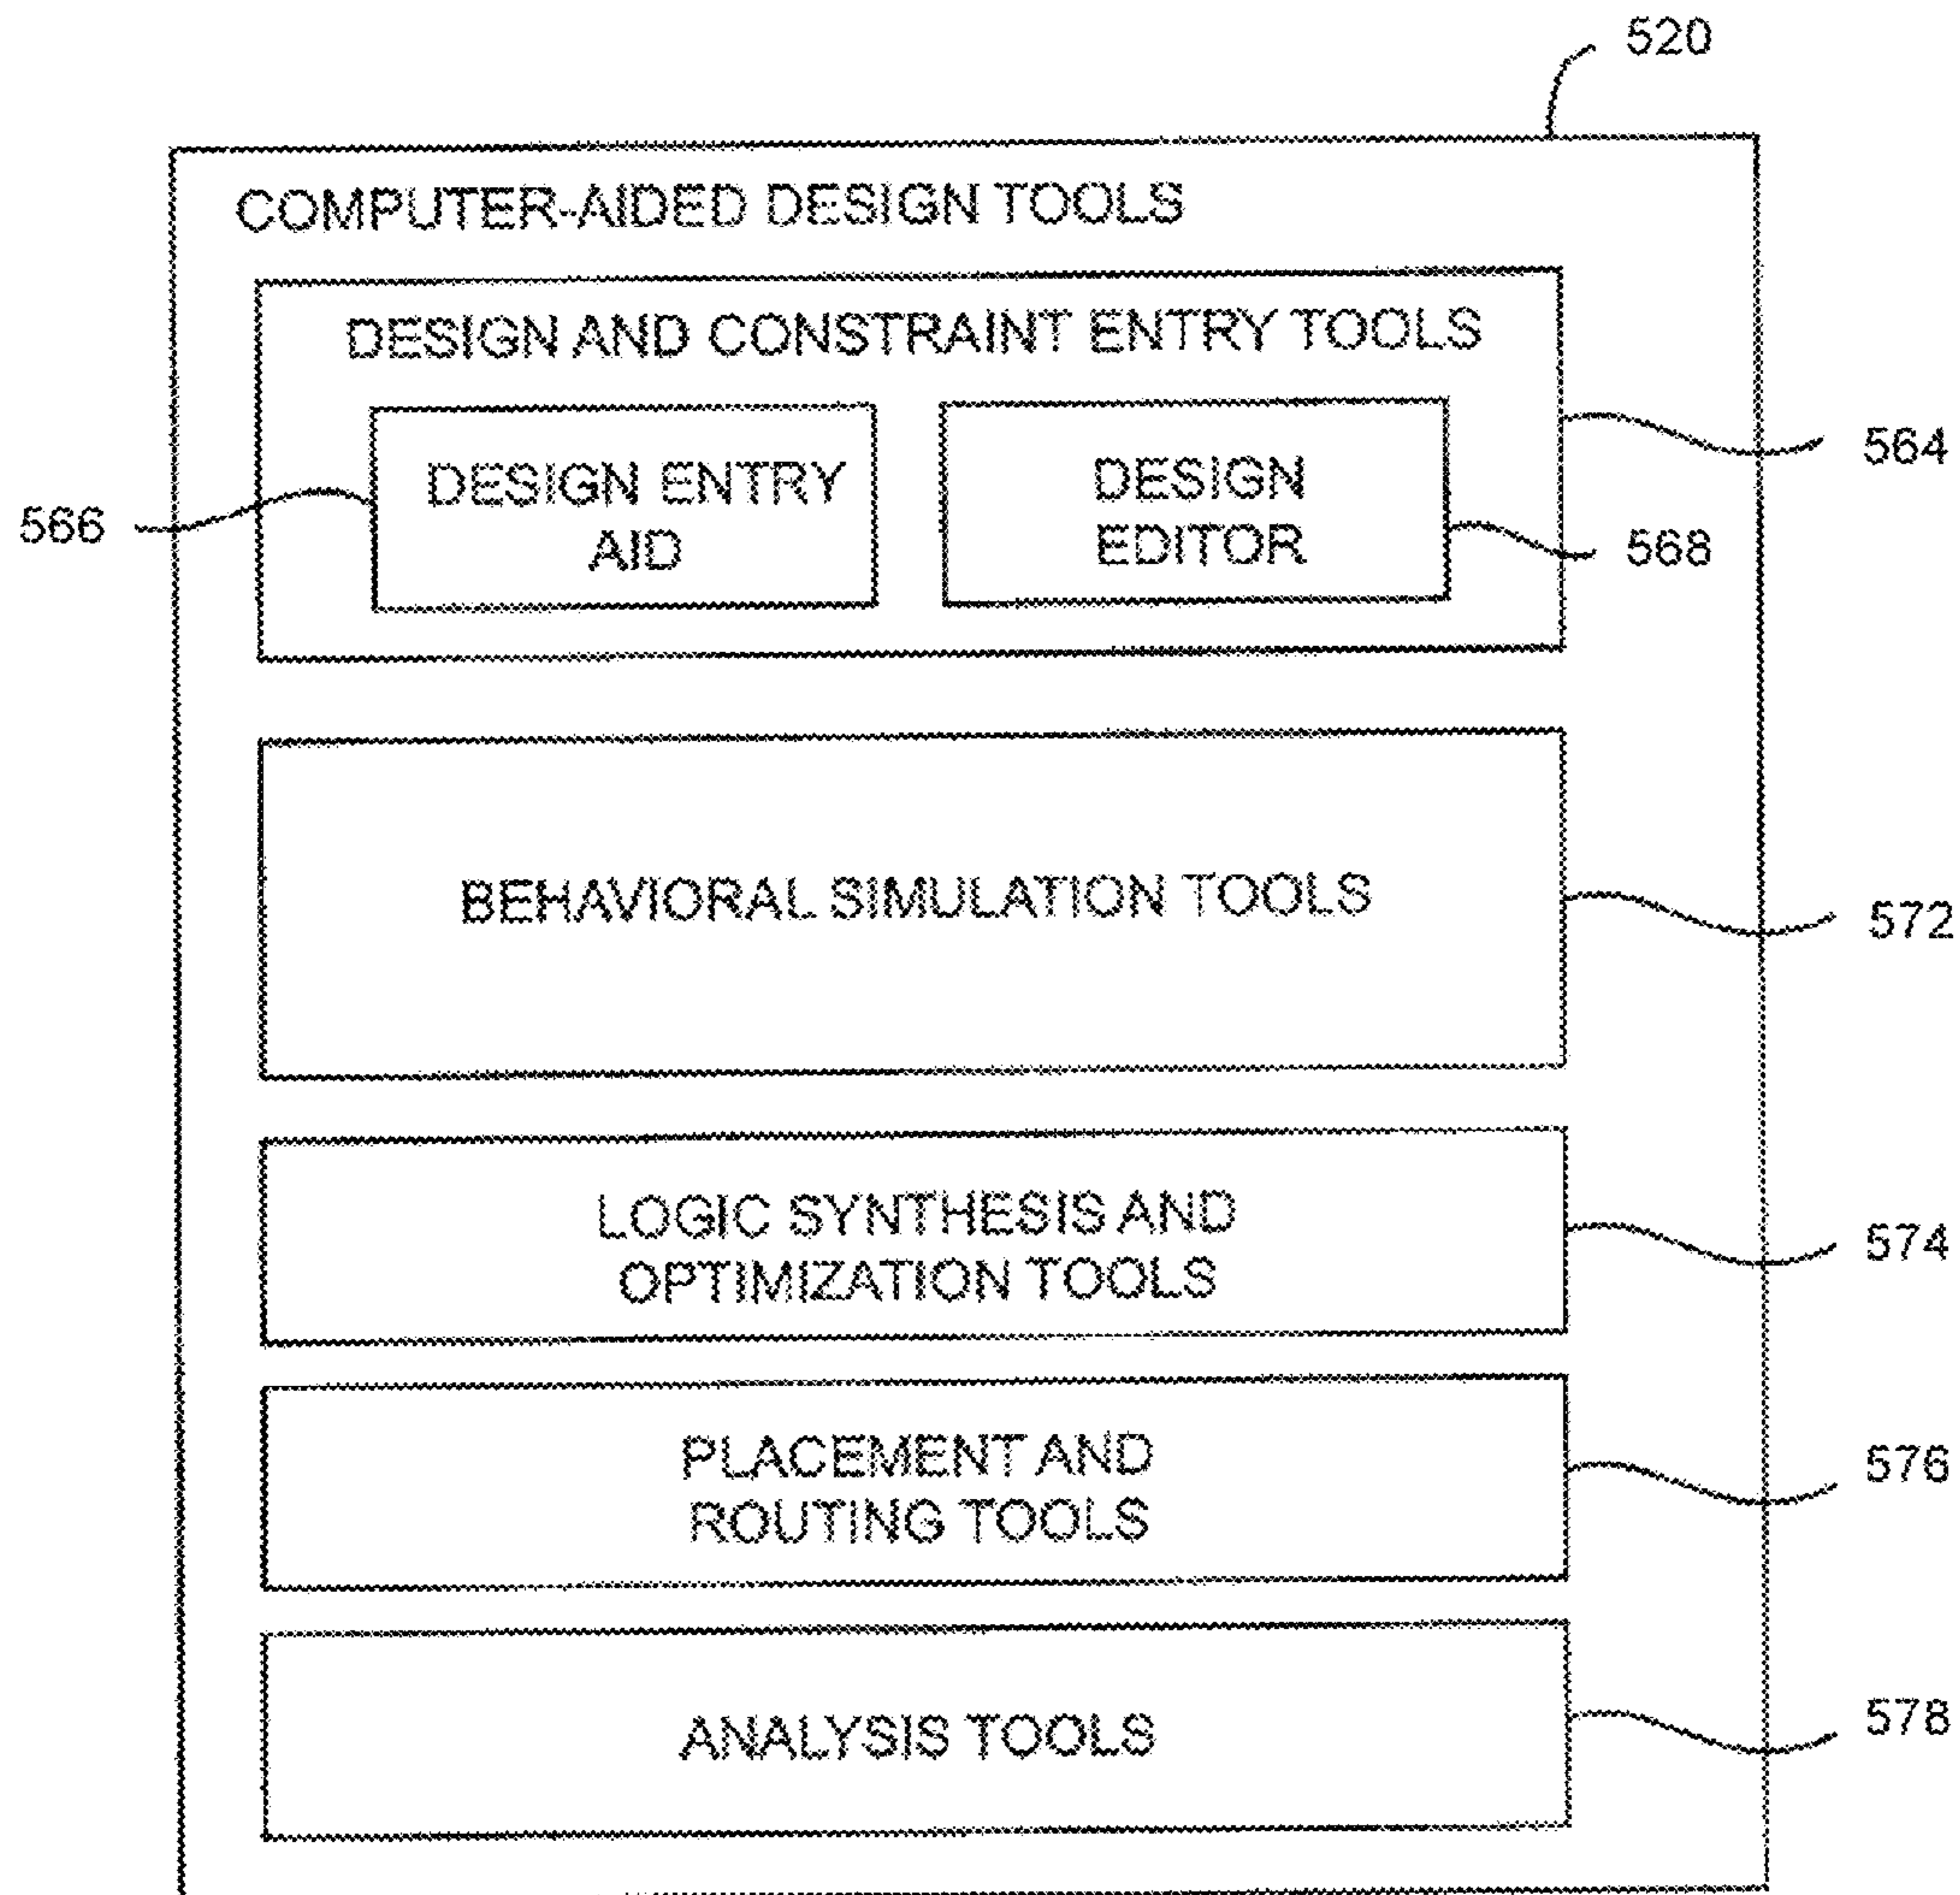 520
COMPUTER-AIDED DESIGN TOOLS
DESIGN AND CONSTRAINT ENTRY TOOLS
564
566
DESIGN ENTRY
AID
DESIGN
EDITOR
568
BEHAVIORAL SIMULATION TOOLS
572
LOGIC SYNTHESIS AND
OPTIMIZATION TOOLS
574
PLACEMENT AND
ROUTING TOOLS
576
ANALYSIS TOOLS
578